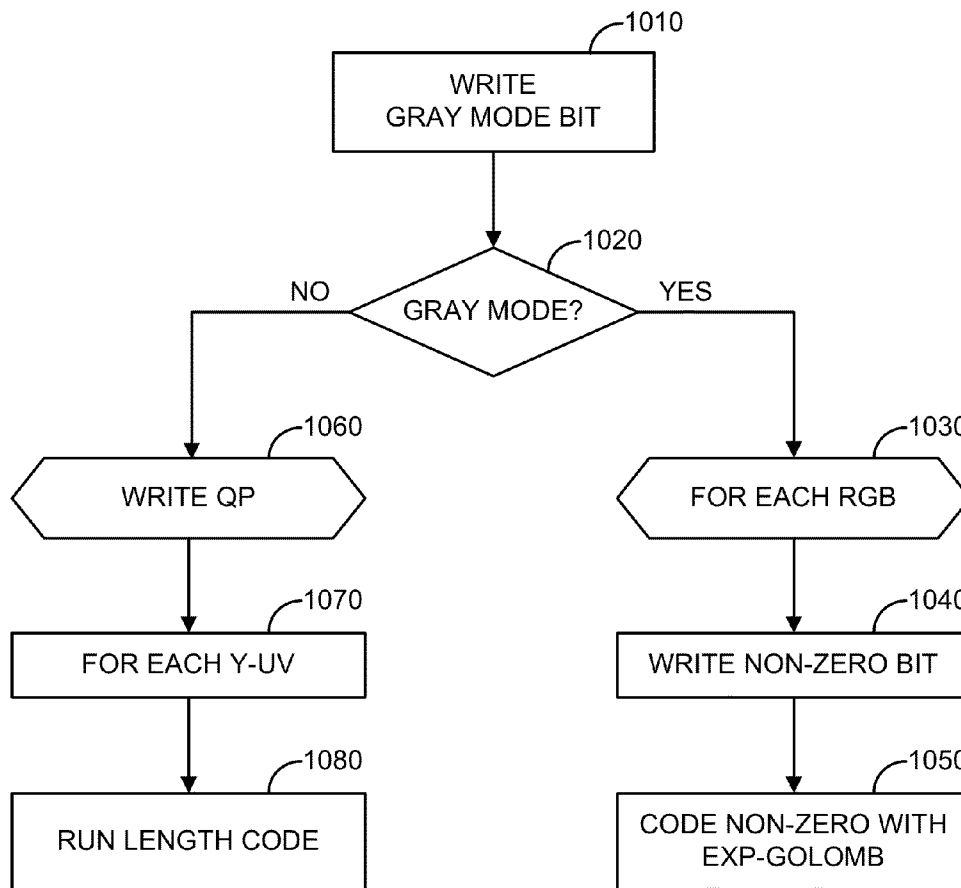 1010
WRITE
GRAY MODE BIT
1020
NO
GRAY MODE?
YES
1060
1030
WRITE QP
FOR EACH RGB
1070
1040
FOR EACH Y-UV
WRITE NON-ZERO BIT
1080
1050
RUN LENGTH CODE
CODE NON-ZERO WITH
EXP-GOLOMB